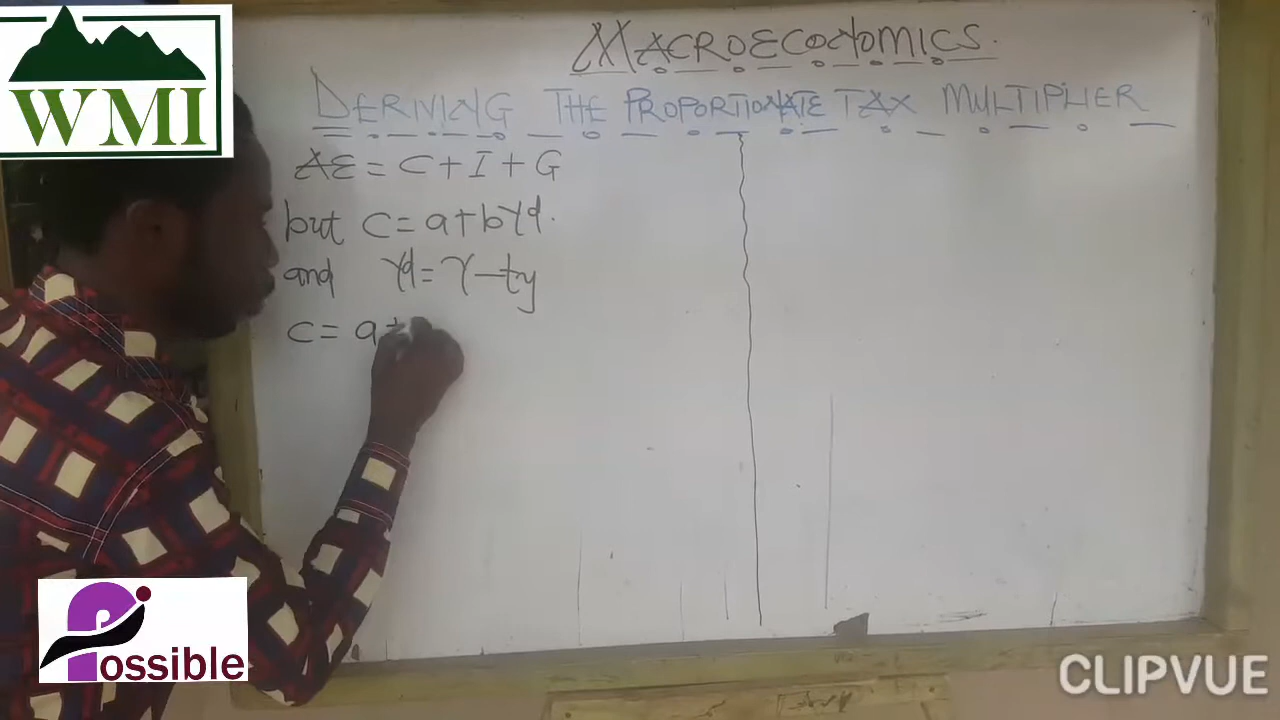 WMI
MACROECONOMICS.
DERIVING THE PROPORTIONATE TAX MULTIPLIER
AE = C + I + G
but C = a + bYd.
and Yd = Y - ty
C = a +
Possible
CLIPVUE